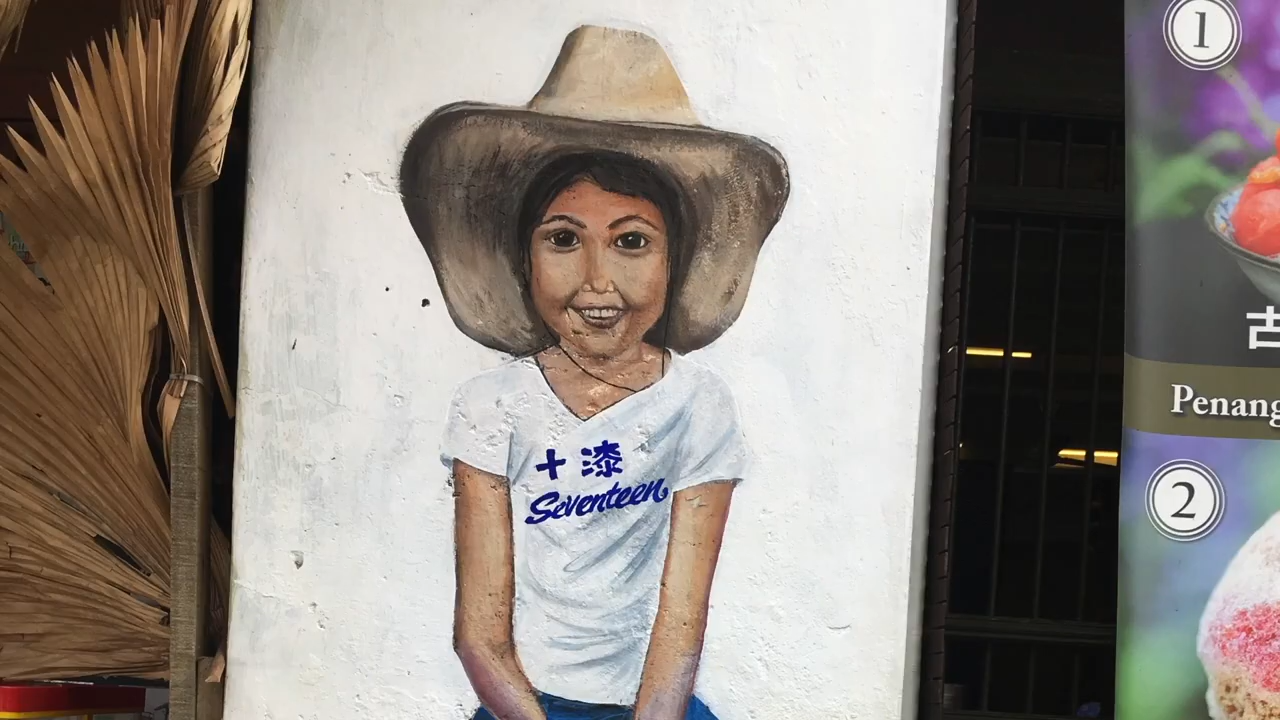 十漆
Seventeen
1
古
Penang
2